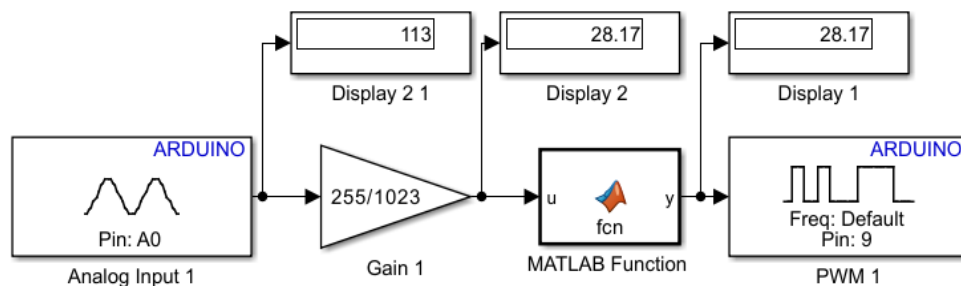 113
Display 2 1
28.17
Display 2
28.17
Display 1
ARDUINO
Pin: A0
Analog Input 1
255/1023
Gain 1
u
fcn
y
MATLAB Function
ARDUINO
Freq: Default
Pin: 9
PWM 1